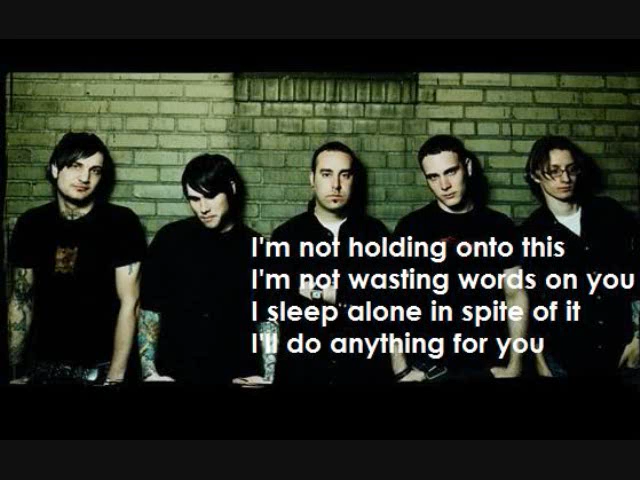 I'm not holding onto this
I'm not wasting words on you
I sleep alone in spite of it
I'll do anything for you